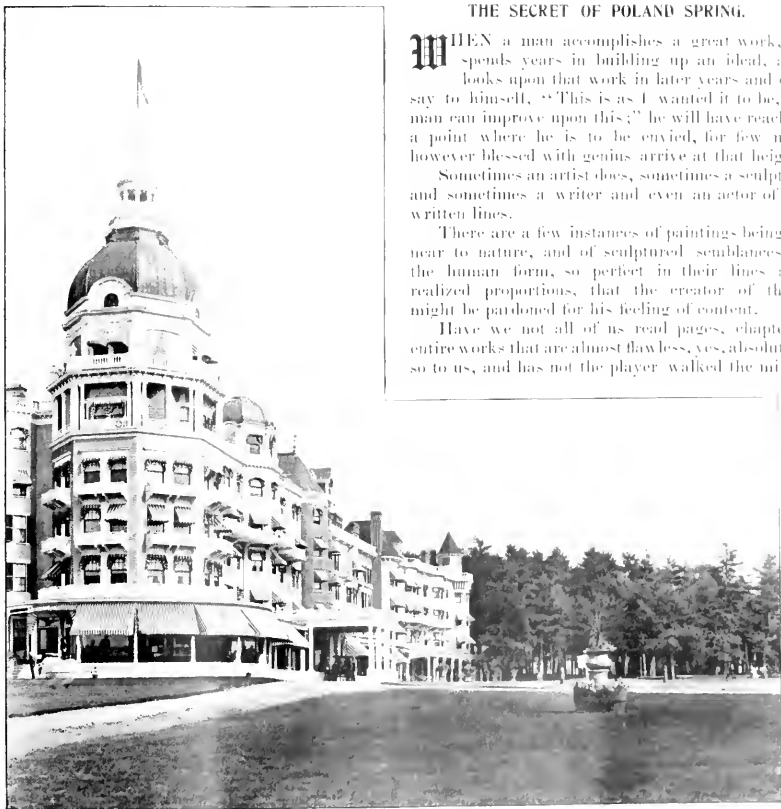 THE SECRET OF POLAND SPRING.
WHEN a man accomplishes a great work,
spends years in building up an ideal, a
looks upon that work in later years and
say to himself, "This is as I wanted it to be,
man can improve upon this;" he will have reac
a point where he is to be envied, for few m
however blessed with genius arrive at that heig
Sometimes an artist does, sometimes a sculpt
and sometimes a writer and even an actor of
written lines.
There are a few instances of paintings being
near to nature, and of sculptured semblances
the human form, so perfect in their lines a
realized proportions, that the creator of th
might be pardoned for his feeling of content.
Have we not all of us read pages, chapte
entire works that are almost flawless, yes, absolut
so to us, and has not the player walked the mi